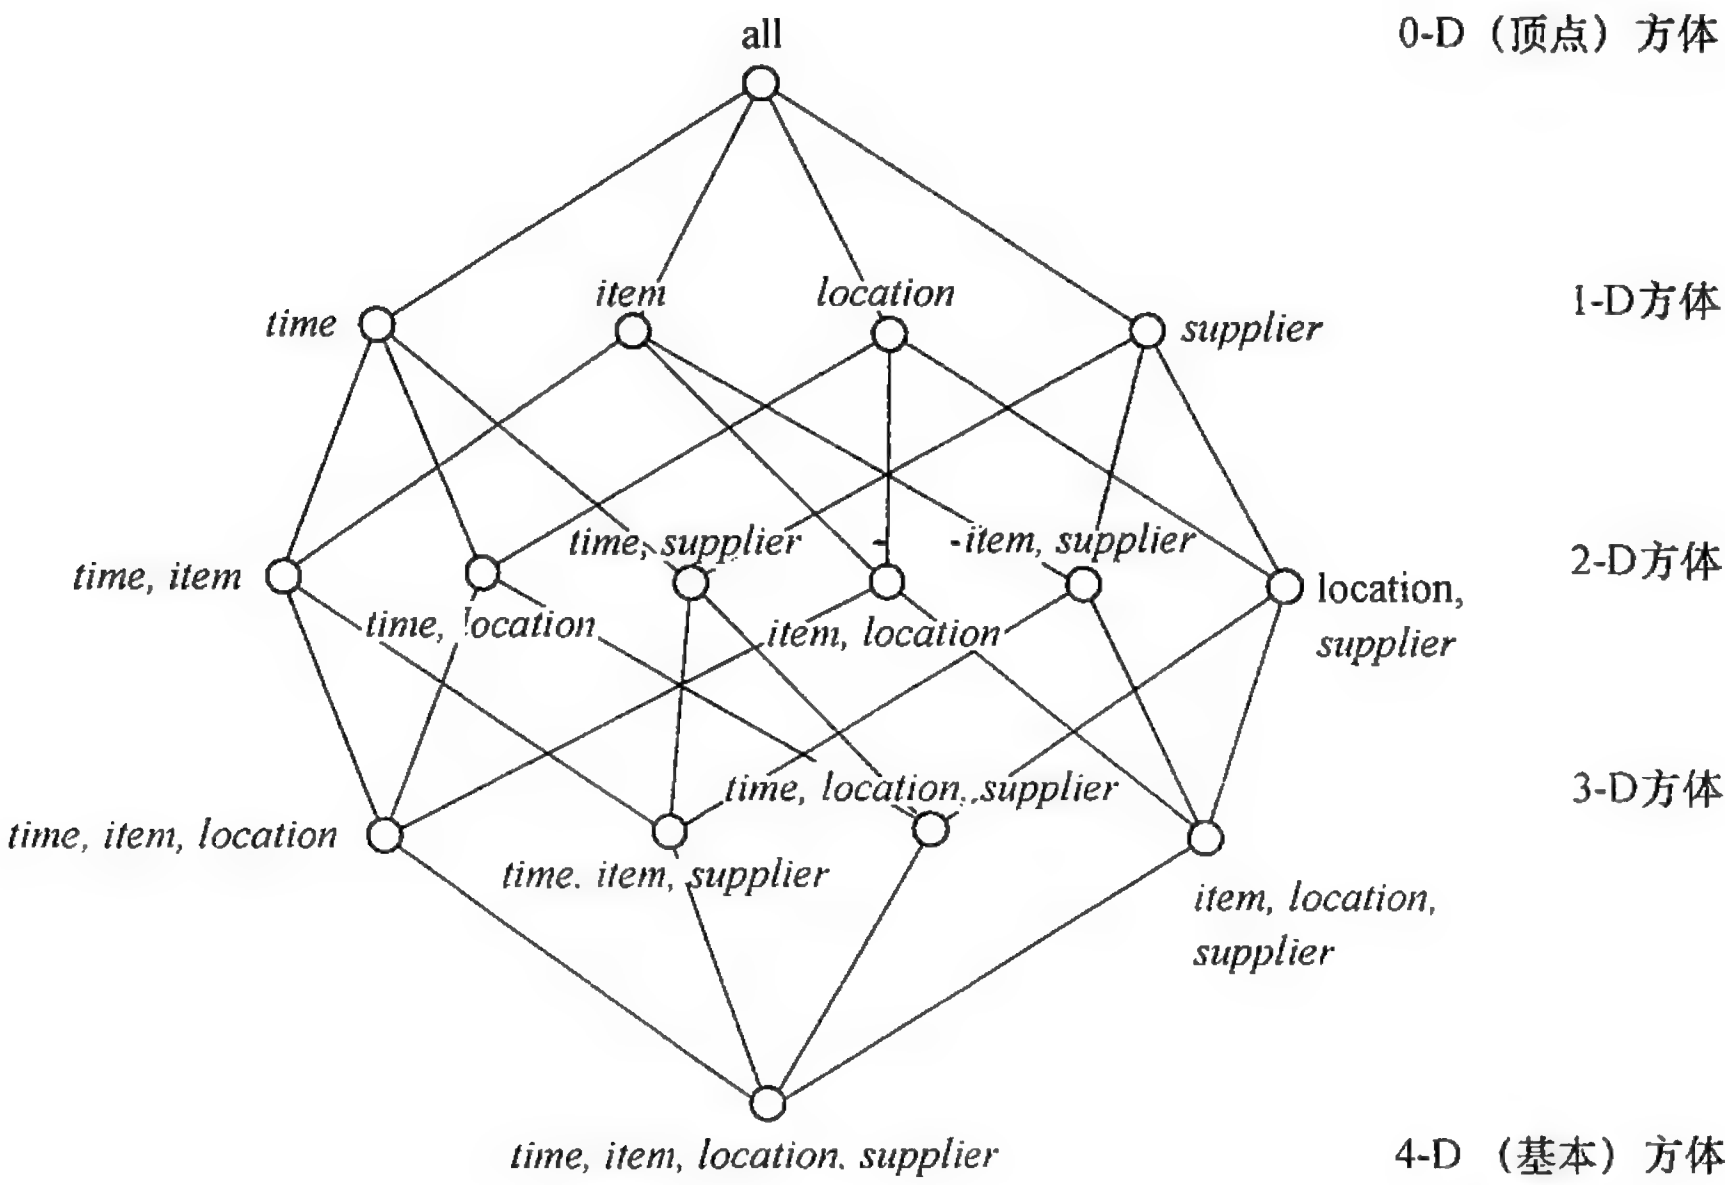 all
0-D（顶点）方体
time
item
location
supplier
1-D方体
time, item
time, location
time, supplier
item, location
item, supplier
location,
supplier
2-D方体
time, item, location
time. item, supplier
time, location, supplier
item, location,
supplier
3-D方体
time, item, location. supplier
4-D（基本）方体